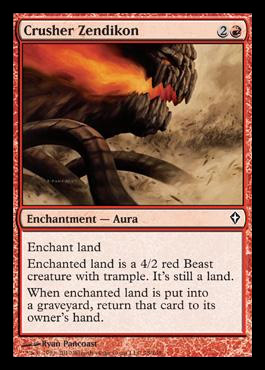 Crusher Zendikon 2
Enchantment — Aura
Enchant land
Enchanted land is a 4/2 red Beast
creature with trample. It's still a land.
When enchanted land is put into
a graveyard, return that card to its
owner's hand.
Ryan Pancoast